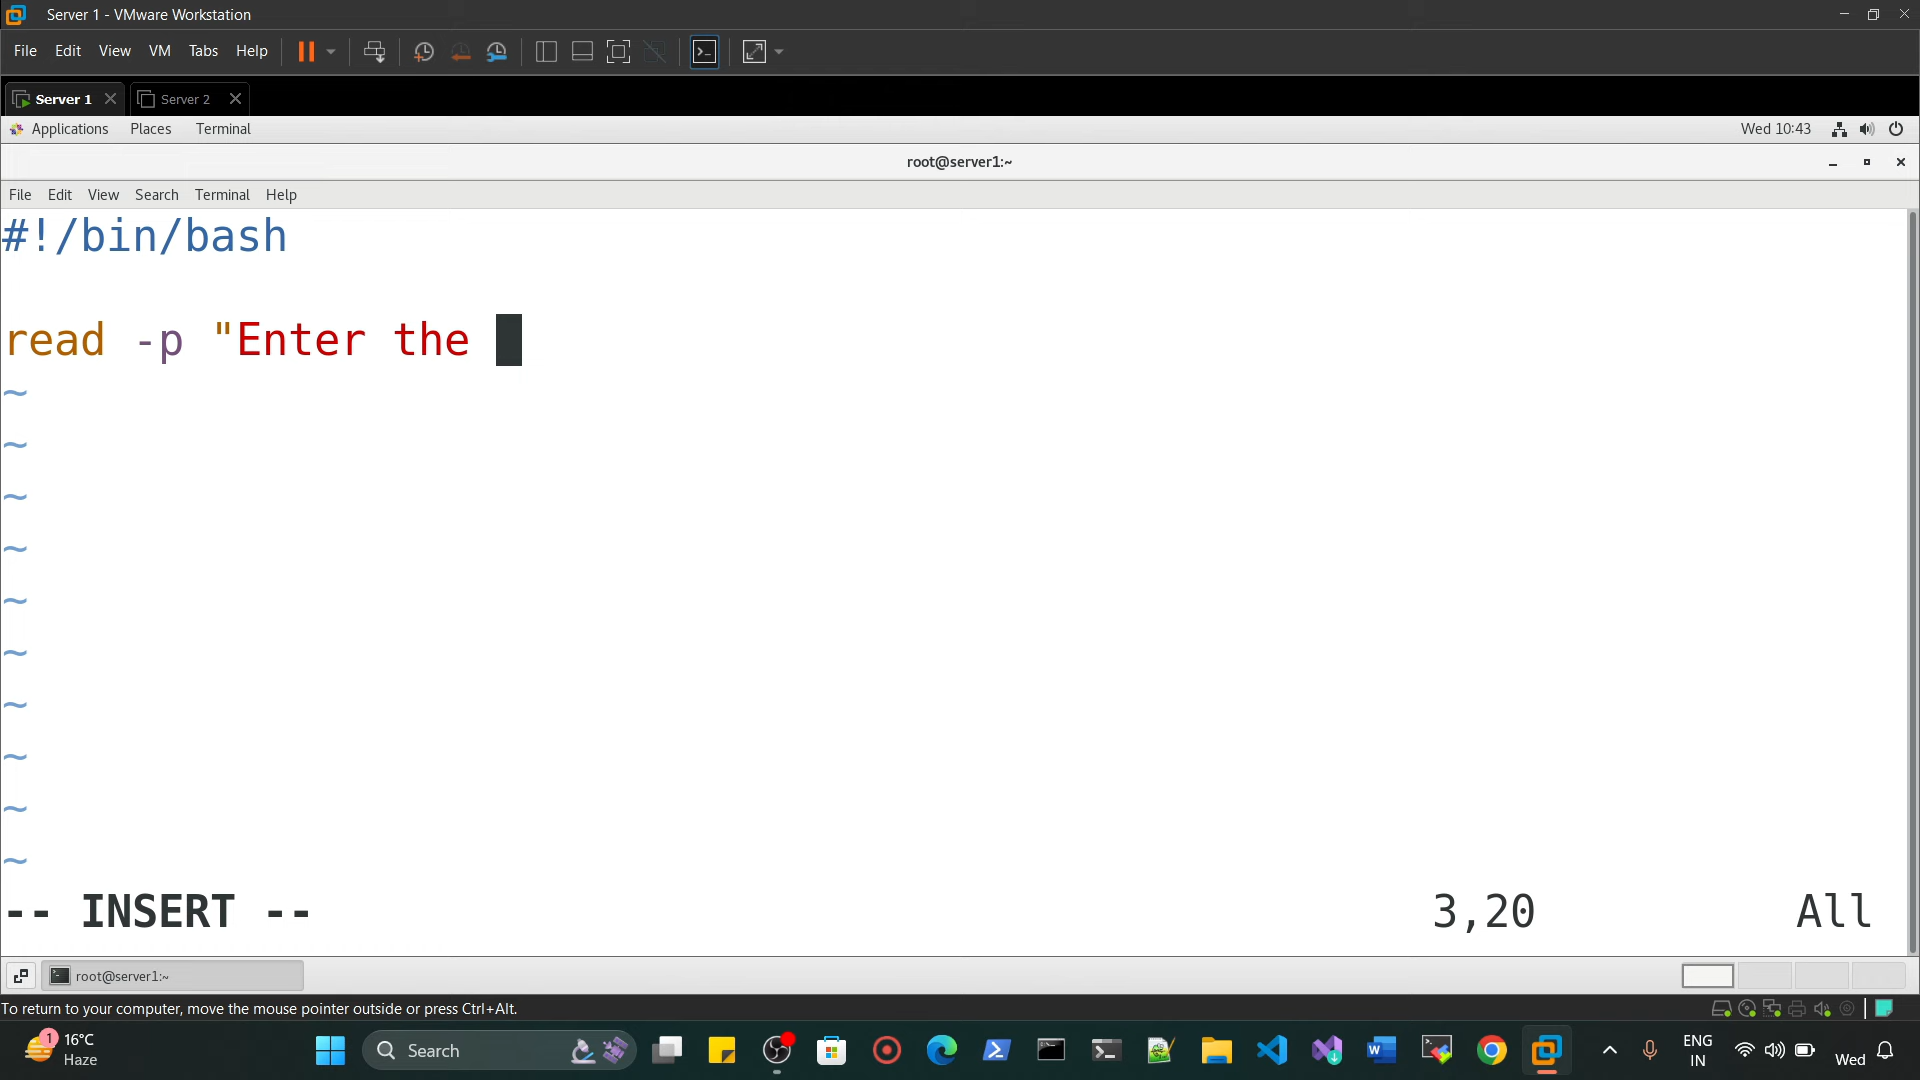 Server 1 - VMware Workstation
File Edit View VM Tabs Help
Server 1 Server 2
Applications Places Terminal Wed 10:43
root@server1:~
File Edit View Search Terminal Help
#!/bin/bash
read -p "Enter the
~
~
~
~
~
~
~
~
~
~
-- INSERT -- 3,20 All
root@server1:~
To return to your computer, move the mouse pointer outside or press Ctrl+Alt.
1
16°C
Haze
Search
ENG
IN
Wed